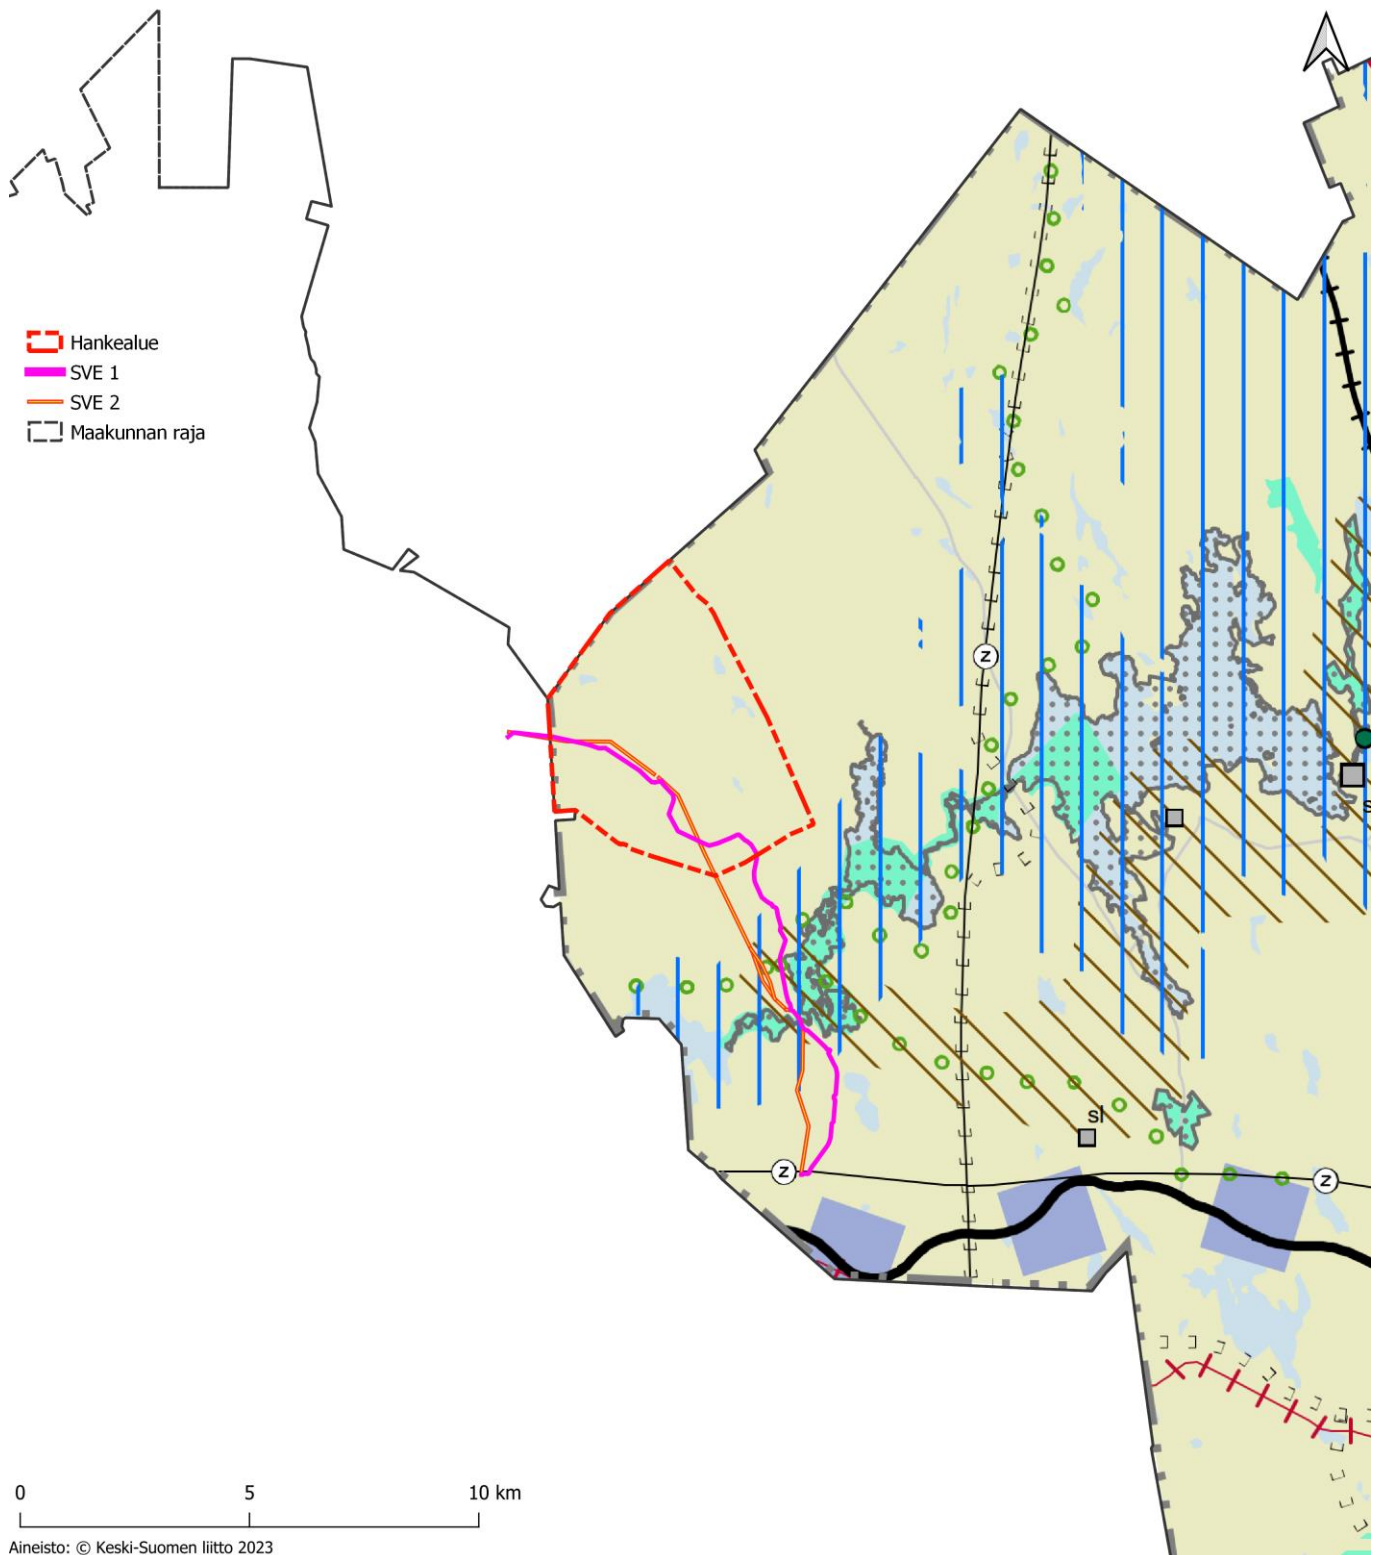 Hankealue
SVE 1
SVE 2
Maakunnan raja
z
s
sl
z
z
0 5 10 km
Aineisto: © Keski-Suomen liitto 2023